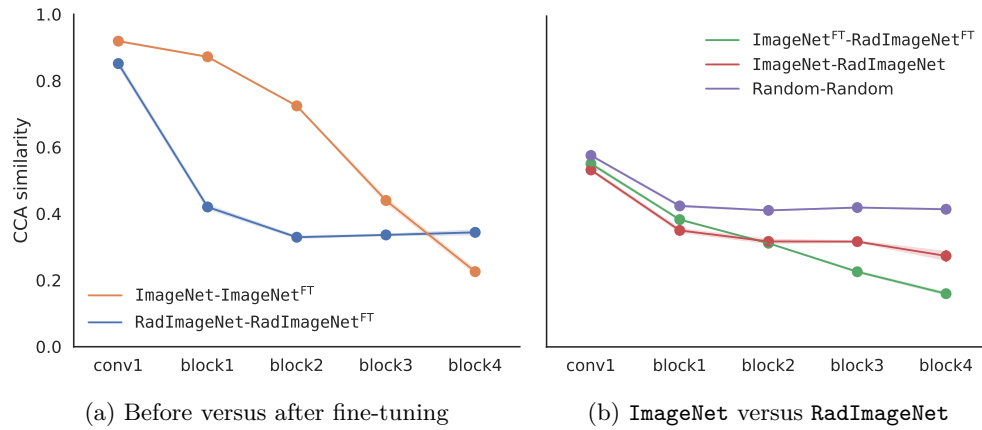 1.0
0.8
0.6
0.4
0.2
0.0
CCA similarity
ImageNet-ImageNet^FT
RadImageNet-RadImageNet^FT
conv1 block1 block2 block3 block4
(a) Before versus after fine-tuning
ImageNet^FT-RadImageNet^FT
ImageNet-RadImageNet
Random-Random
conv1 block1 block2 block3 block4
(b) ImageNet versus RadImageNet